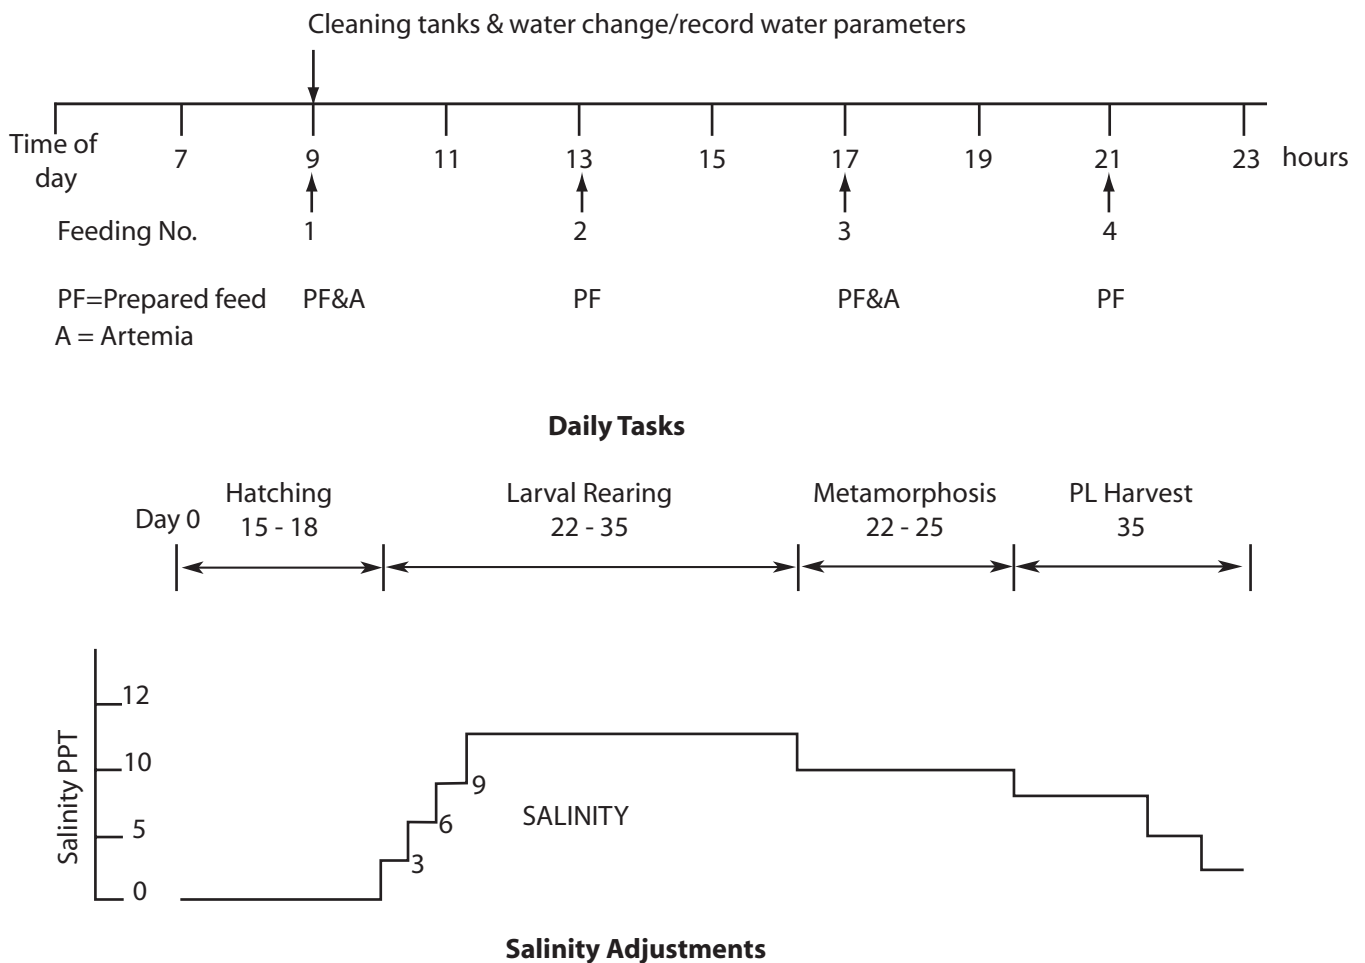 Cleaning tanks & water change/record water parameters
Time of
day
7 9 11 13 15 17 19 21 23 hours
Feeding No. 1 2 3 4
PF=Prepared feed PF&A PF PF&A PF
A = Artemia
Daily Tasks
Day 0
Hatching
15 - 18
Larval Rearing
22 - 35
Metamorphosis
22 - 25
PL Harvest
35
Salinity PPT
12
10
5
0
3
6
9
SALINITY
Salinity Adjustments